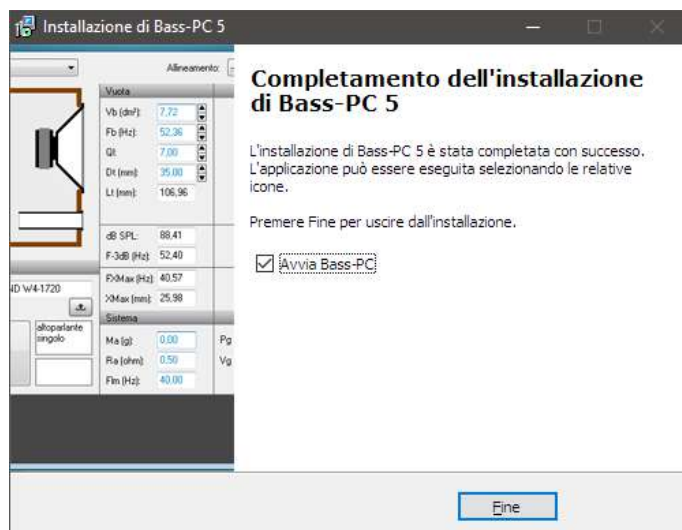 Installazione di Bass-PC 5
Allineamento:
Vuota
Vb (dm³): 7,72
Fb (Hz): 52,36
Ql: 7,00
Dt (mm): 35,00
Lt (mm): 106,96
dB SPL: 88,41
F-3dB (Hz): 52,40
FXMax (Hz) 40,57
XMax (mm): 25,98
ND W4-1720
altoparlante
singolo
Sistema
Ma (g): 0,00 Pg
Ra (ohm): 0,50 Vg
Flm (Hz): 40,00
Completamento dell'installazione
di Bass-PC 5
L'installazione di Bass-PC 5 è stata completata con successo.
L'applicazione può essere eseguita selezionando le relative
icone.
Premere Fine per uscire dall'installazione.
Avvia Bass-PC
Fine